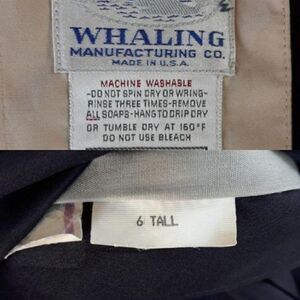 WHALING
MANUFACTURING CO.
MADE IN U.S.A.
MACHINE WASHABLE
-DO NOT SPIN DRY OR WRING-
RINSE THREE TIMES-REMOVE
ALL SOAPS-HANG TO DRIP DRY
OR TUMBLE DRY AT 160°F
DO NOT USE BLEACH
6 TALL